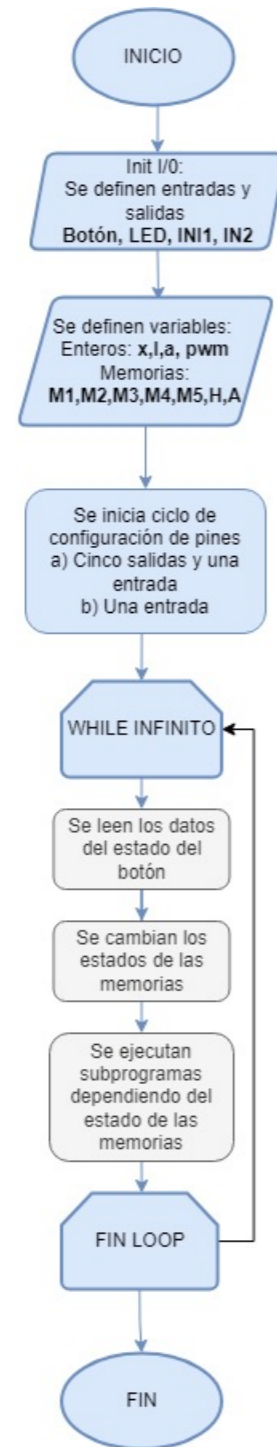 INICIO
Init I/0:
Se definen entradas y
salidas
Botón, LED, INI1, IN2
Se definen variables:
Enteros: x,I,a, pwm
Memorias:
M1,M2,M3,M4,M5,H,A
Se inicia ciclo de
configuración de pines
a) Cinco salidas y una
entrada
b) Una entrada
WHILE INFINITO
Se leen los datos
del estado del
botón
Se cambian los
estados de las
memorias
Se ejecutan
subprogramas
dependiendo del
estado de las
memorias
FIN LOOP
FIN